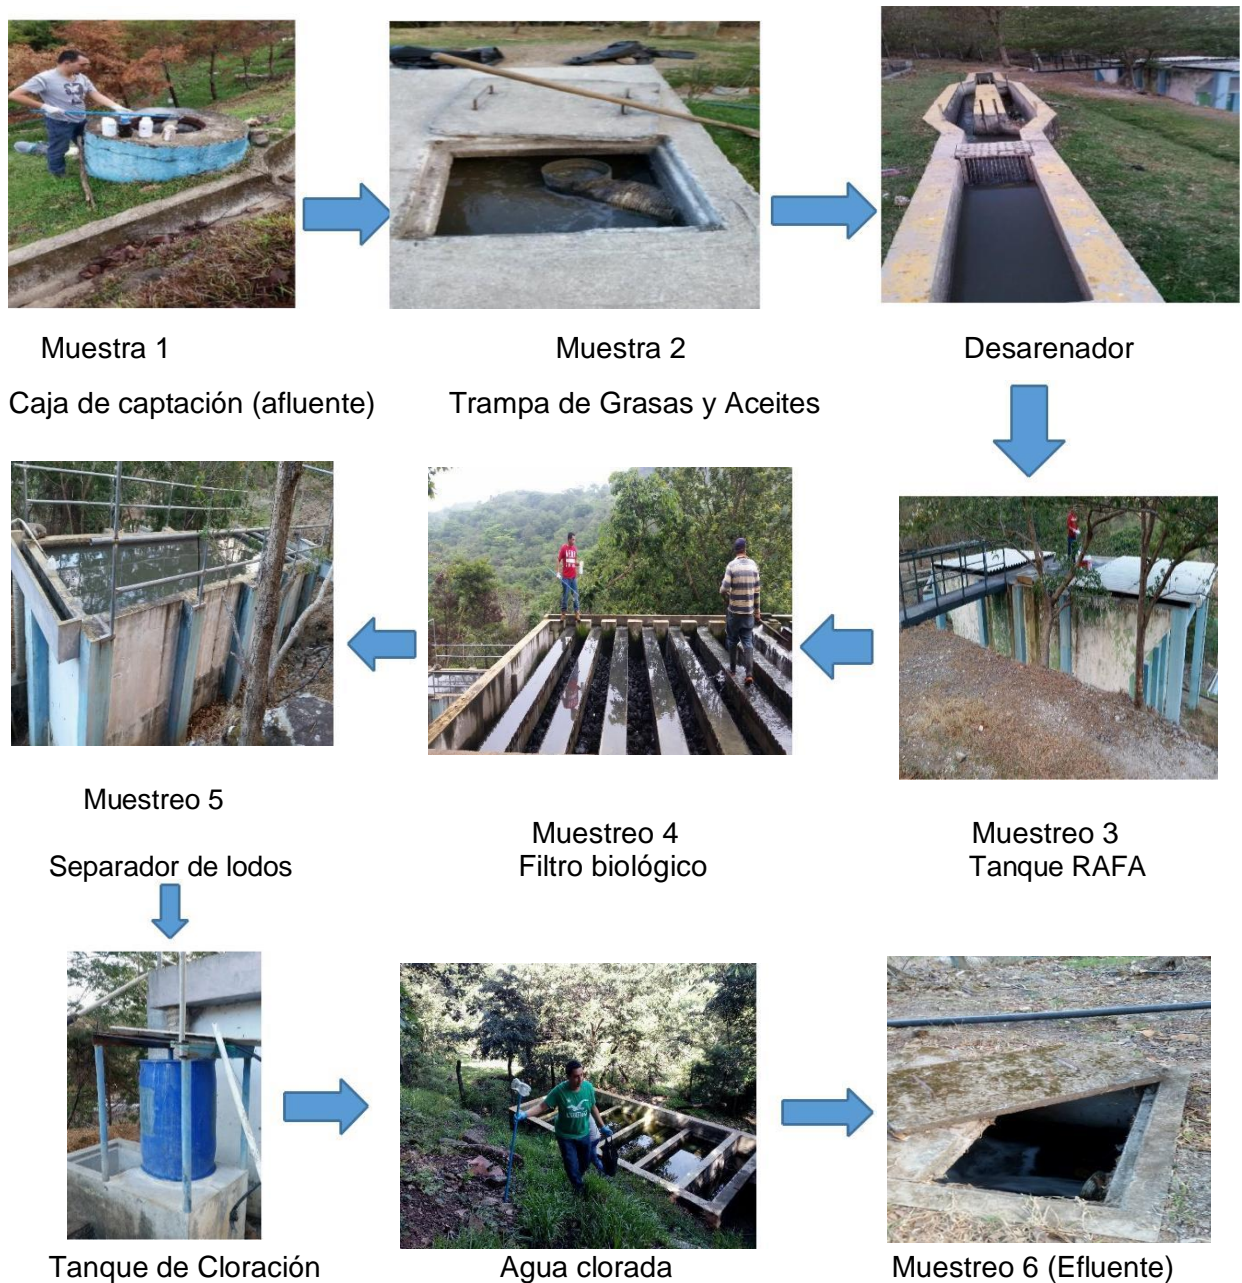 Muestra 1
Muestra 2
Desarenador
Caja de captación (afluente)
Trampa de Grasas y Aceites
Muestreo 5
Muestreo 4
Muestreo 3
Separador de lodos
Filtro biológico
Tanque RAFA
Tanque de Cloración
Agua clorada
Muestreo 6 (Efluente)